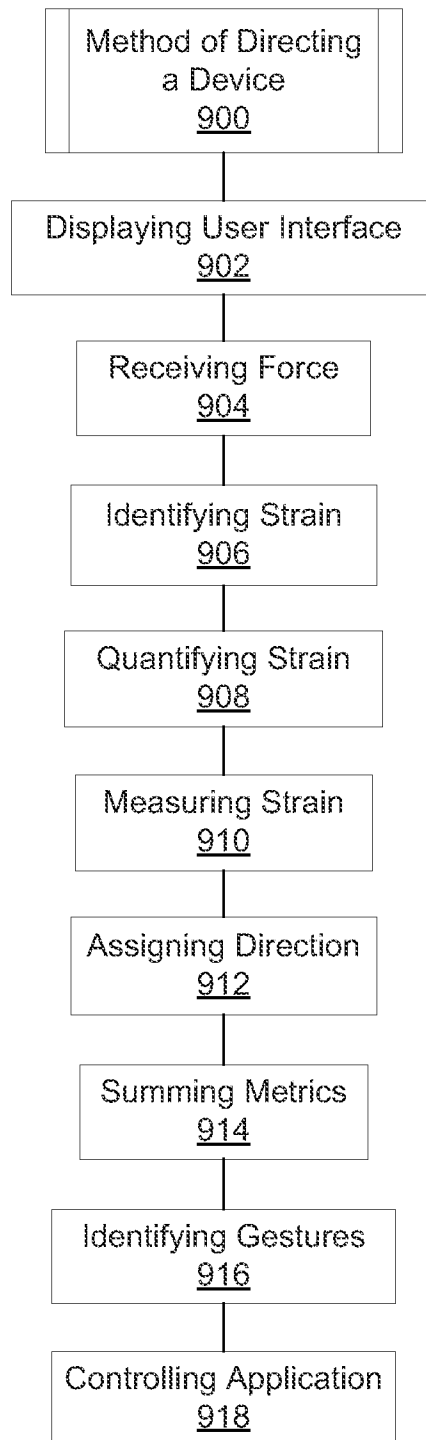 Method of Directing
a Device
900
Displaying User Interface
902
Receiving Force
904
Identifying Strain
906
Quantifying Strain
908
Measuring Strain
910
Assigning Direction
912
Summing Metrics
914
Identifying Gestures
916
Controlling Application
918